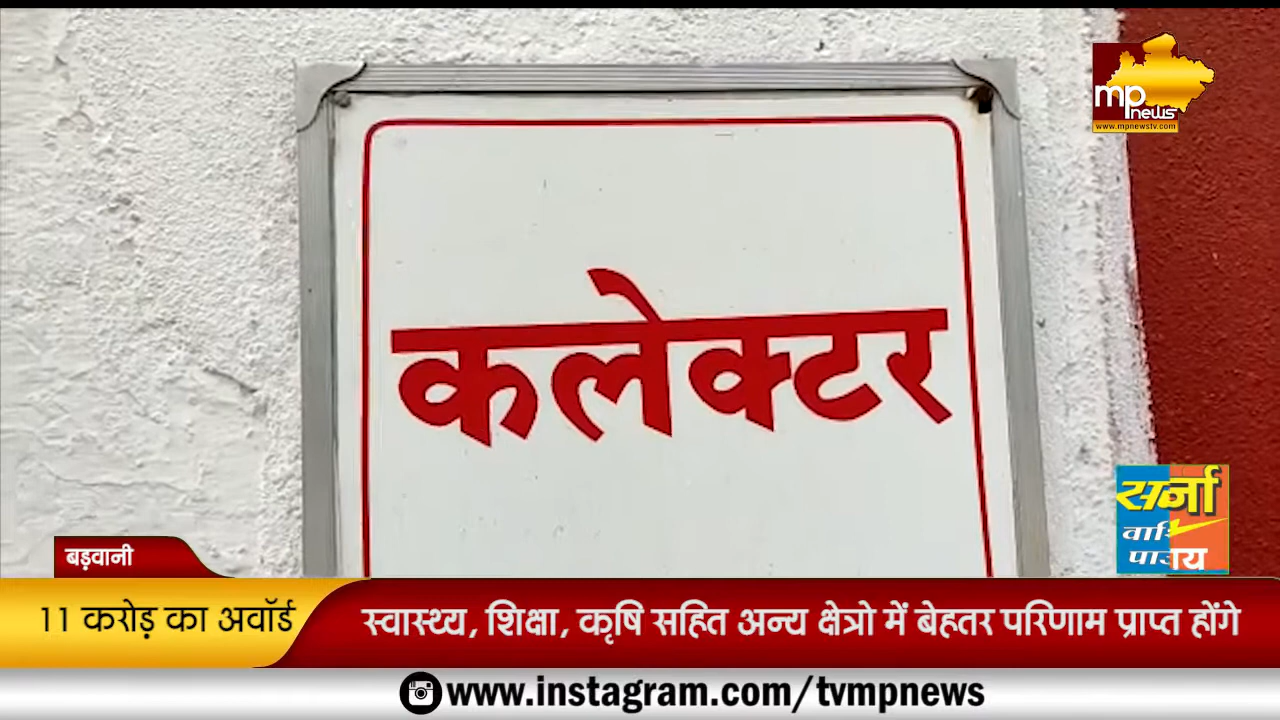 mp
news
www.mpnewstv.com
कलेक्टर
सर्जा
बड़वानी
11 करोड़ का अवॉर्ड
स्वास्थ्य, शिक्षा, कृषि सहित अन्य क्षेत्रो में बेहतर परिणाम प्राप्त होंगे
www.instagram.com/tvmpnews